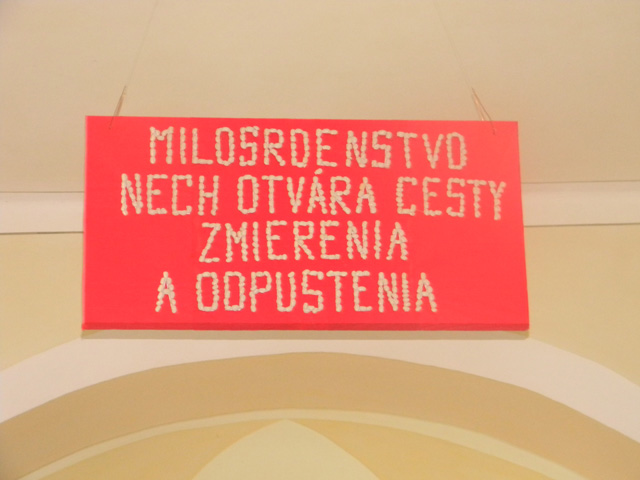 MILOSRDENSTVO
NECH OTVÁRA CESTY
ZMIERENIA
A ODPUSTENIA